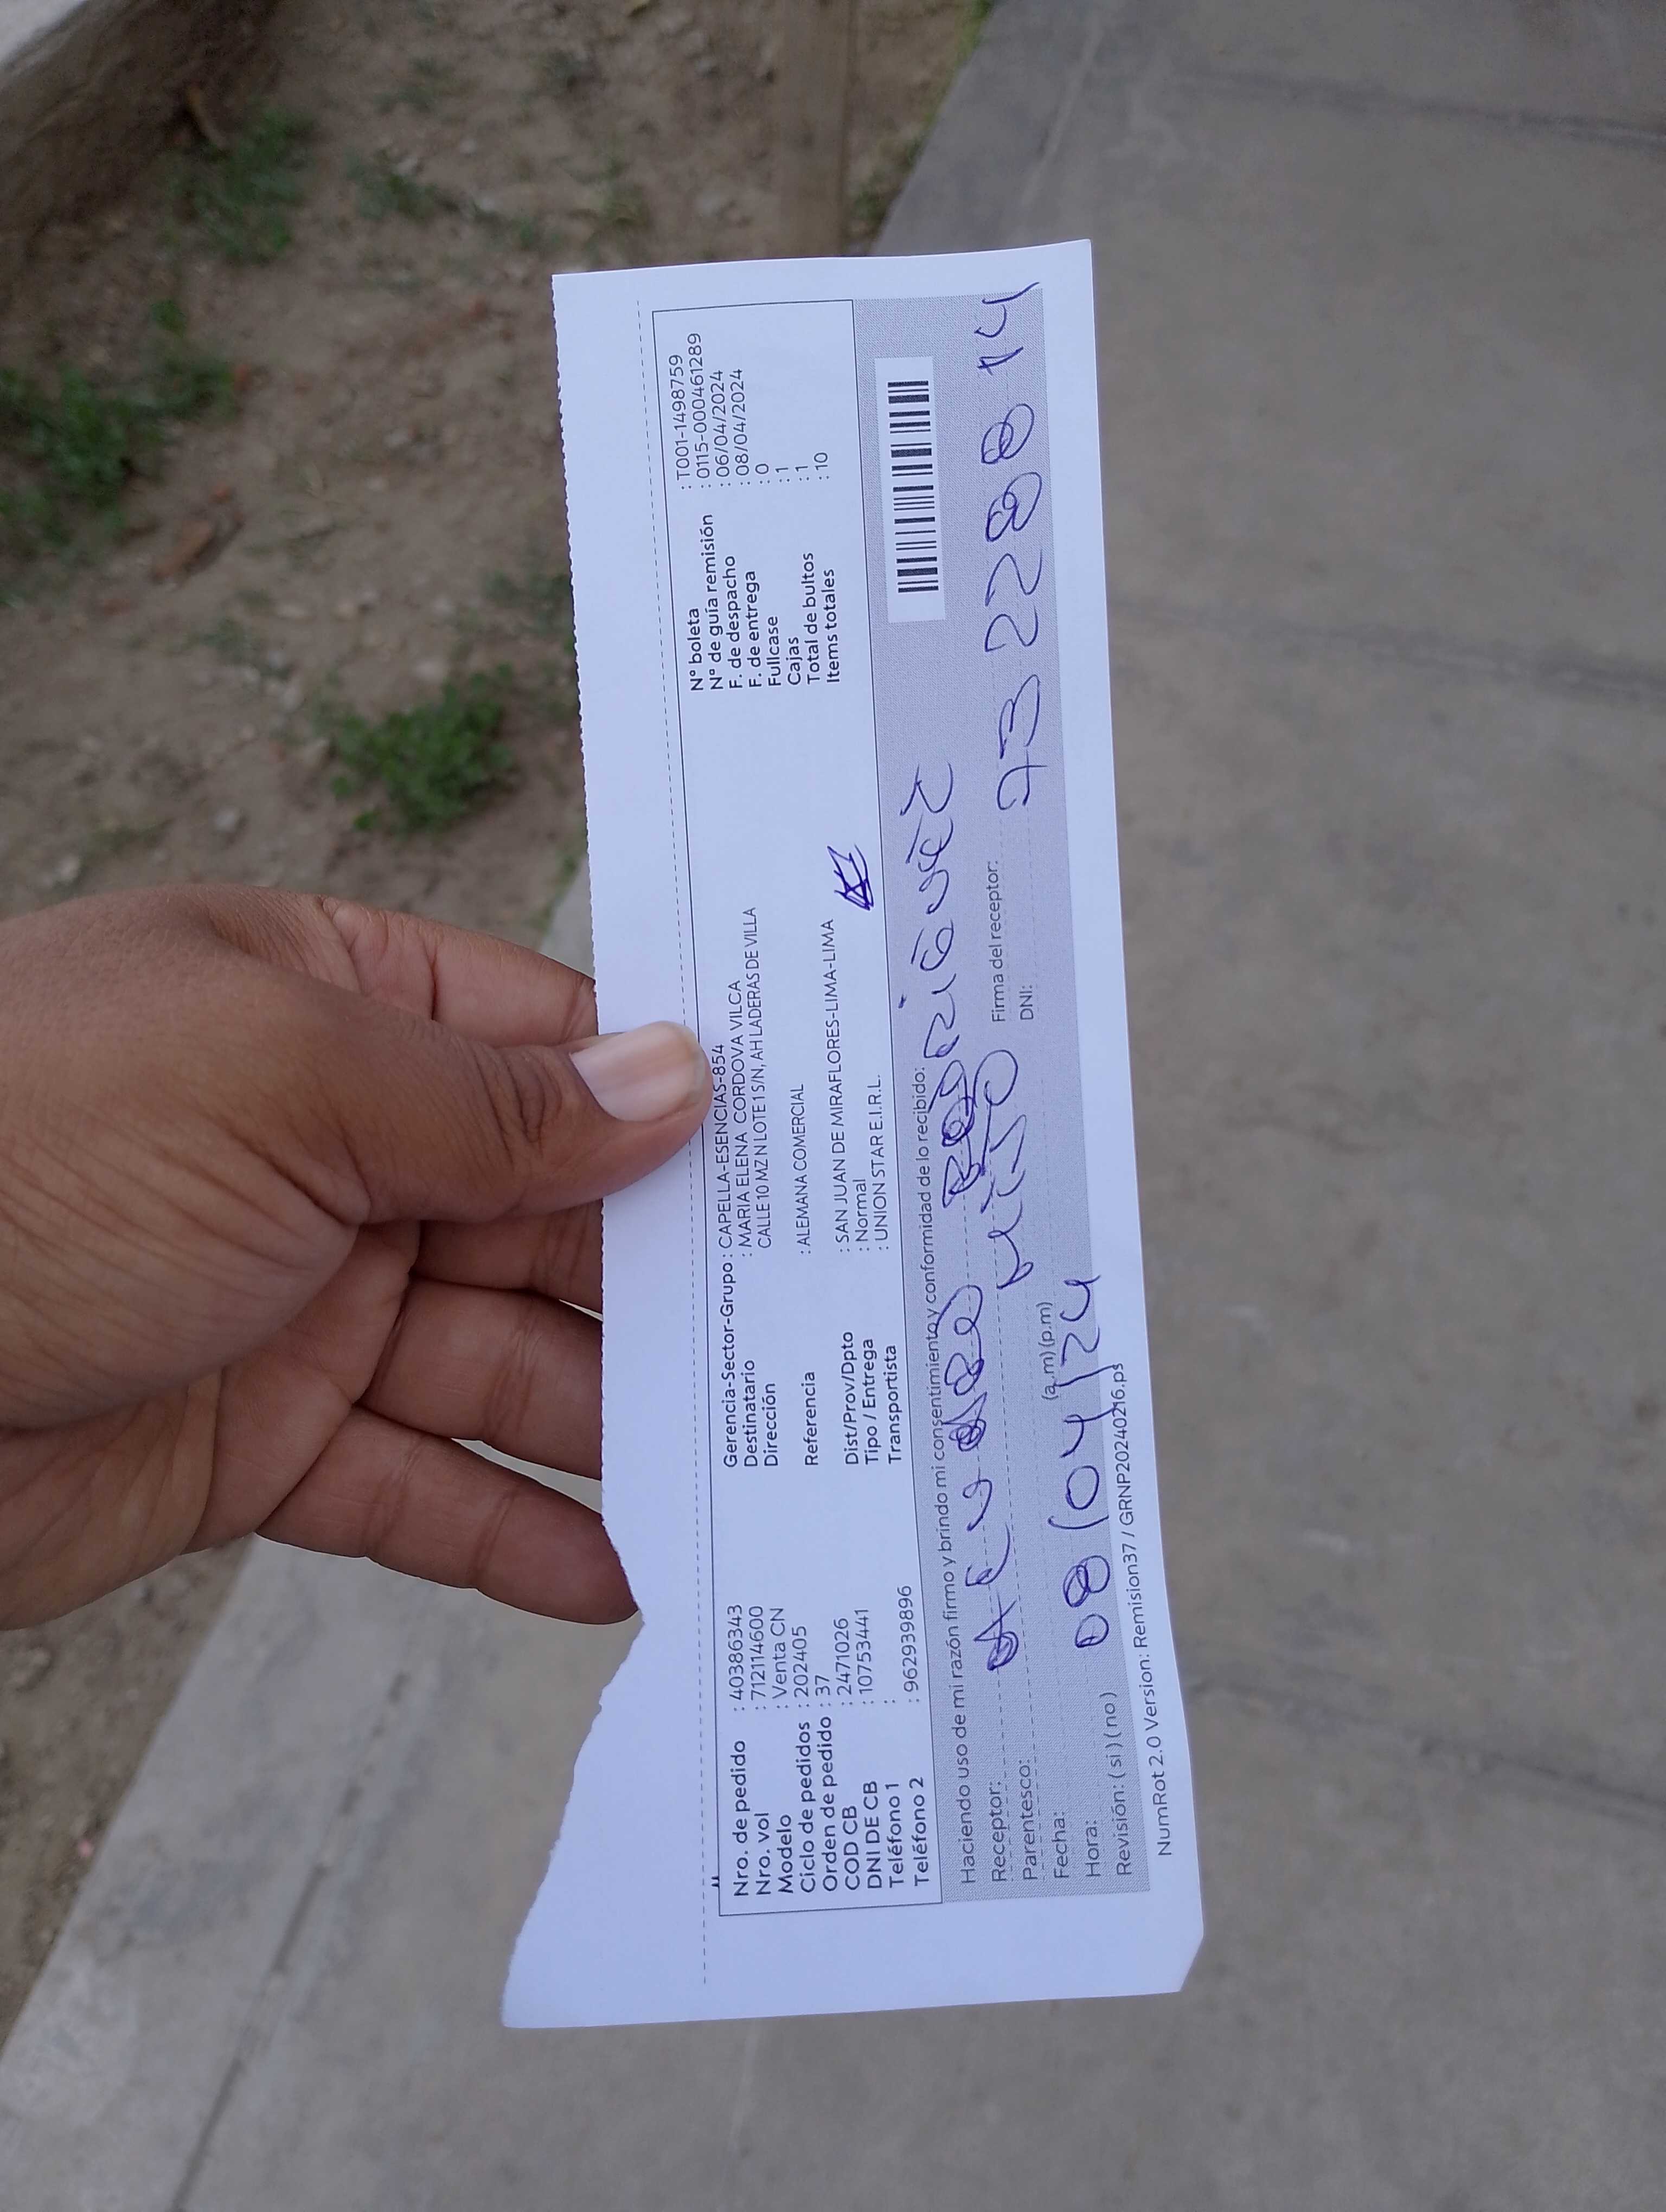 Nro. de pedido : 40386343
Nro. vol : 712114600
Modelo : Venta CN
Ciclo de pedidos : 202405
Orden de pedido : 37
COD CB : 2471026
DNI DE CB : 10753441
Teléfono 1 :
Teléfono 2 : 962939896
Gerencia-Sector-Grupo : CAPELLA-ESENCIAS-854
Destinatario : MARIA ELENA CORDOVA VILCA
Dirección CALLE 10 MZ N LOTE 1 S/N, AH LADERAS DE VILLA
Referencia : ALEMANA COMERCIAL
Dist/Prov/Dpto : SAN JUAN DE MIRAFLORES-LIMA-LIMA
Tipo / Entrega : Normal
Transportista : UNION STAR E.I.R.L.
N° boleta : T001-1498759
N° de guía remisión : 0115-000461289
F. de despacho : 06/04/2024
F. de entrega : 08/04/2024
Fullcase : 0
Cajas : 1
Total de bultos : 1
Items totales : 10
Haciendo uso de mi razón firmo y brindo mi consentimiento y conformidad de lo recibido:
Receptor:
Parentesco:
Firma del receptor:
Fecha: 08/04/24
DNI: 73228814
Hora: (a.m) (p.m)
Revisión: ( si ) ( no )
NumRot 2.0 Version: Remision37 / GRNP20240216.ps